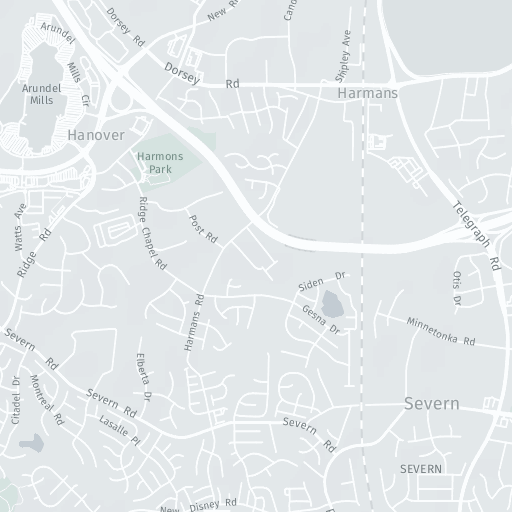 New Ri
Cano
Dorsey Rd
Arundel
Mills
Cir
Shipley Ave
Dorsey Rd
Arundel
Mills
Harmans
Hanover
Harmons
Park
Watts Ave
Ridge Rd
Ridge Chapel Rd
Post Rd
Telegraph Rd
Siden Dr
Otis Dr
Harmans Rd
Gesna Dr
Minnetonka Rd
Severn Rd
Elberta Dr
Citadel Dr
Montreal Rd
Severn Rd
Severn
Lasalle Pl
Severn Rd
SEVERN
New Disney Rd